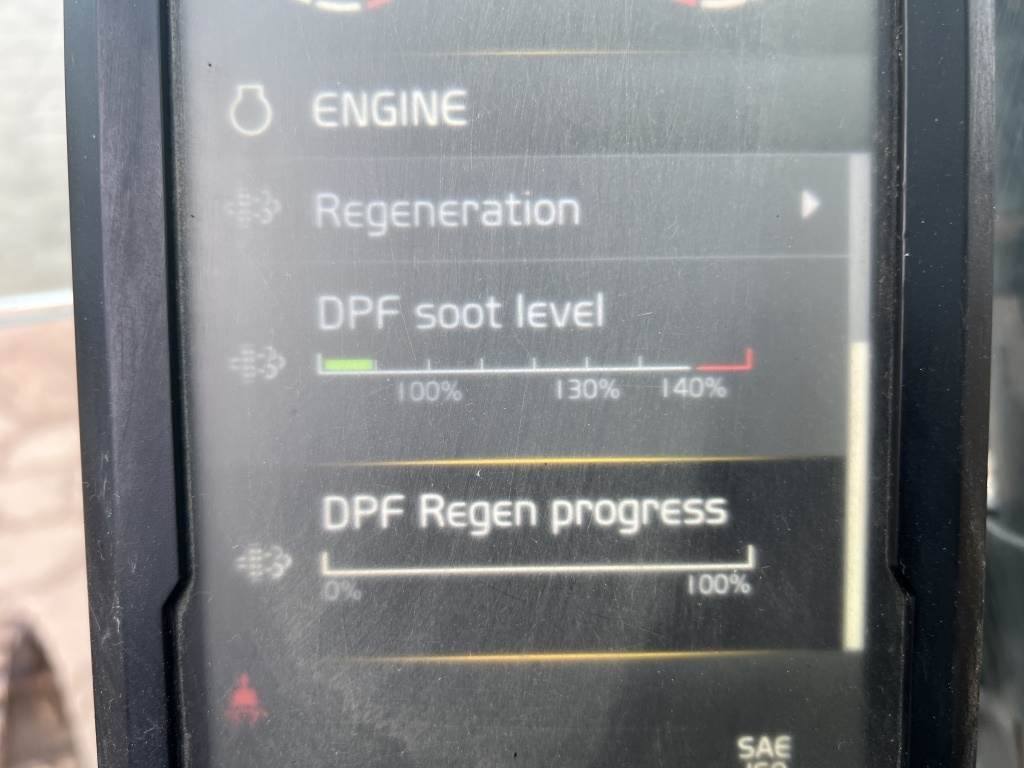 ENGINE
Regeneration
DPF soot level
100% 130% 140%
DPF Regen progress
0% 100%
SAE